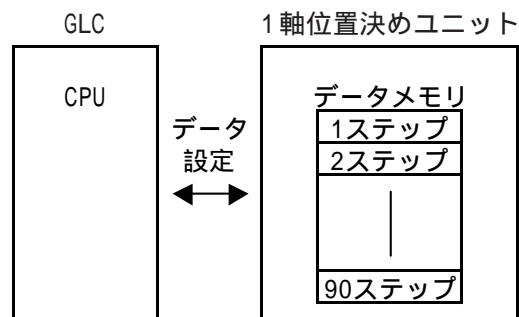 GLC
1軸位置決めユニット
CPU
データメモリ
1ステップ
データ
設定
2ステップ
90ステップ